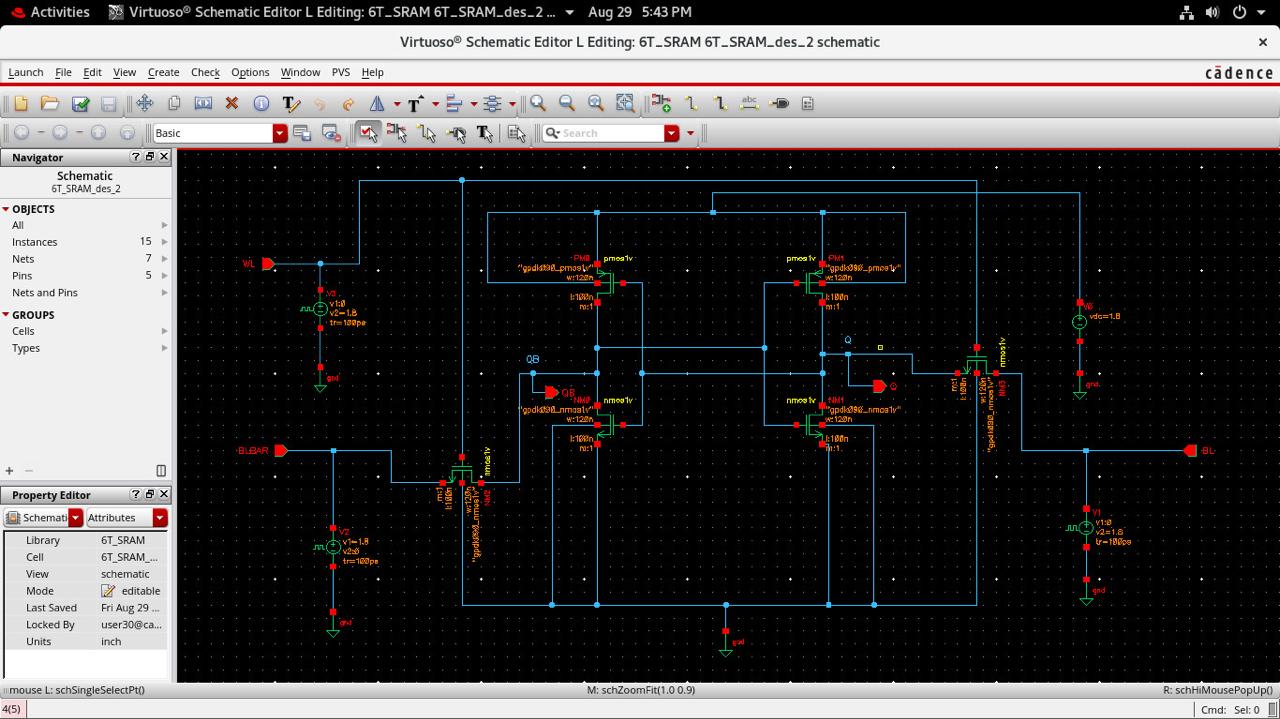 Activities Virtuoso® Schematic Editor L Editing: 6T_SRAM 6T_SRAM_des_2 ... Aug 29 5:43 PM
Virtuoso® Schematic Editor L Editing: 6T_SRAM 6T_SRAM_des_2 schematic
Launch File Edit View Create Check Options Window PVS Help cādence
abc
Basic Search
Navigator
Schematic
6T_SRAM_des_2
OBJECTS
All
Instances 15
Nets 7
Pins 5
Nets and Pins
GROUPS
Cells
Types
Property Editor
Schemati Attributes
Library 6T_SRAM
Cell 6T_SRAM_...
View schematic
Mode editable
Last Saved Fri Aug 29 ...
Locked By user30@ca...
Units inch
WL
V3
v1:0
v2=1.8
tr=100ps
gnd
PM0 pmos1v
"gpdk090_pmos1v"
w:120n
l:100n
m:1
pmos1v PM1
"gpdk090_pmos1v"
w:120n
l:100n
m:1
V0
vdc=1.8
gnd
QB
QB
Q
Q
NM0 nmos1v
"gpdk090_nmos1v"
w:120n
l:100n
m:1
nmos1v NM1
"gpdk090_nmos1v"
w:120n
l:100n
m:1
nmos1v
NM3
"gpdk090_nmos1v"
w:120n
l:100n
m:1
BLBAR
nmos1v
NM2
"gpdk090_nmos1v"
w:120n
l:100n
m:1
BL
V2
v1=1.8
v2:0
tr=100ps
gnd
V1
v1:0
v2=1.8
tr=100ps
gnd
gnd
mouse L: schSingleSelectPt() M: schZoomFit(1.0 0.9) R: schHiMousePopUp()
4(5) Cmd: Sel: 0